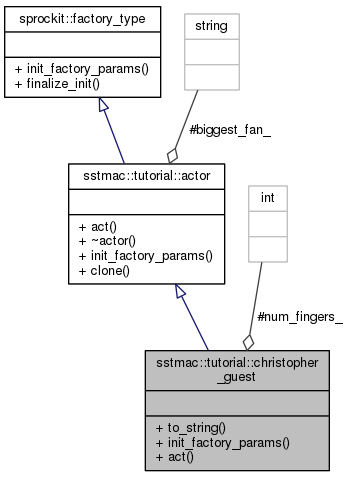 sprockit::factory_type
+ init_factory_params()
+ finalize_init()
string
#biggest_fan_
sstmac::tutorial::actor
+ act()
+ ~actor()
+ init_factory_params()
+ clone()
int
#num_fingers_
sstmac::tutorial::christopher
_guest
+ to_string()
+ init_factory_params()
+ act()